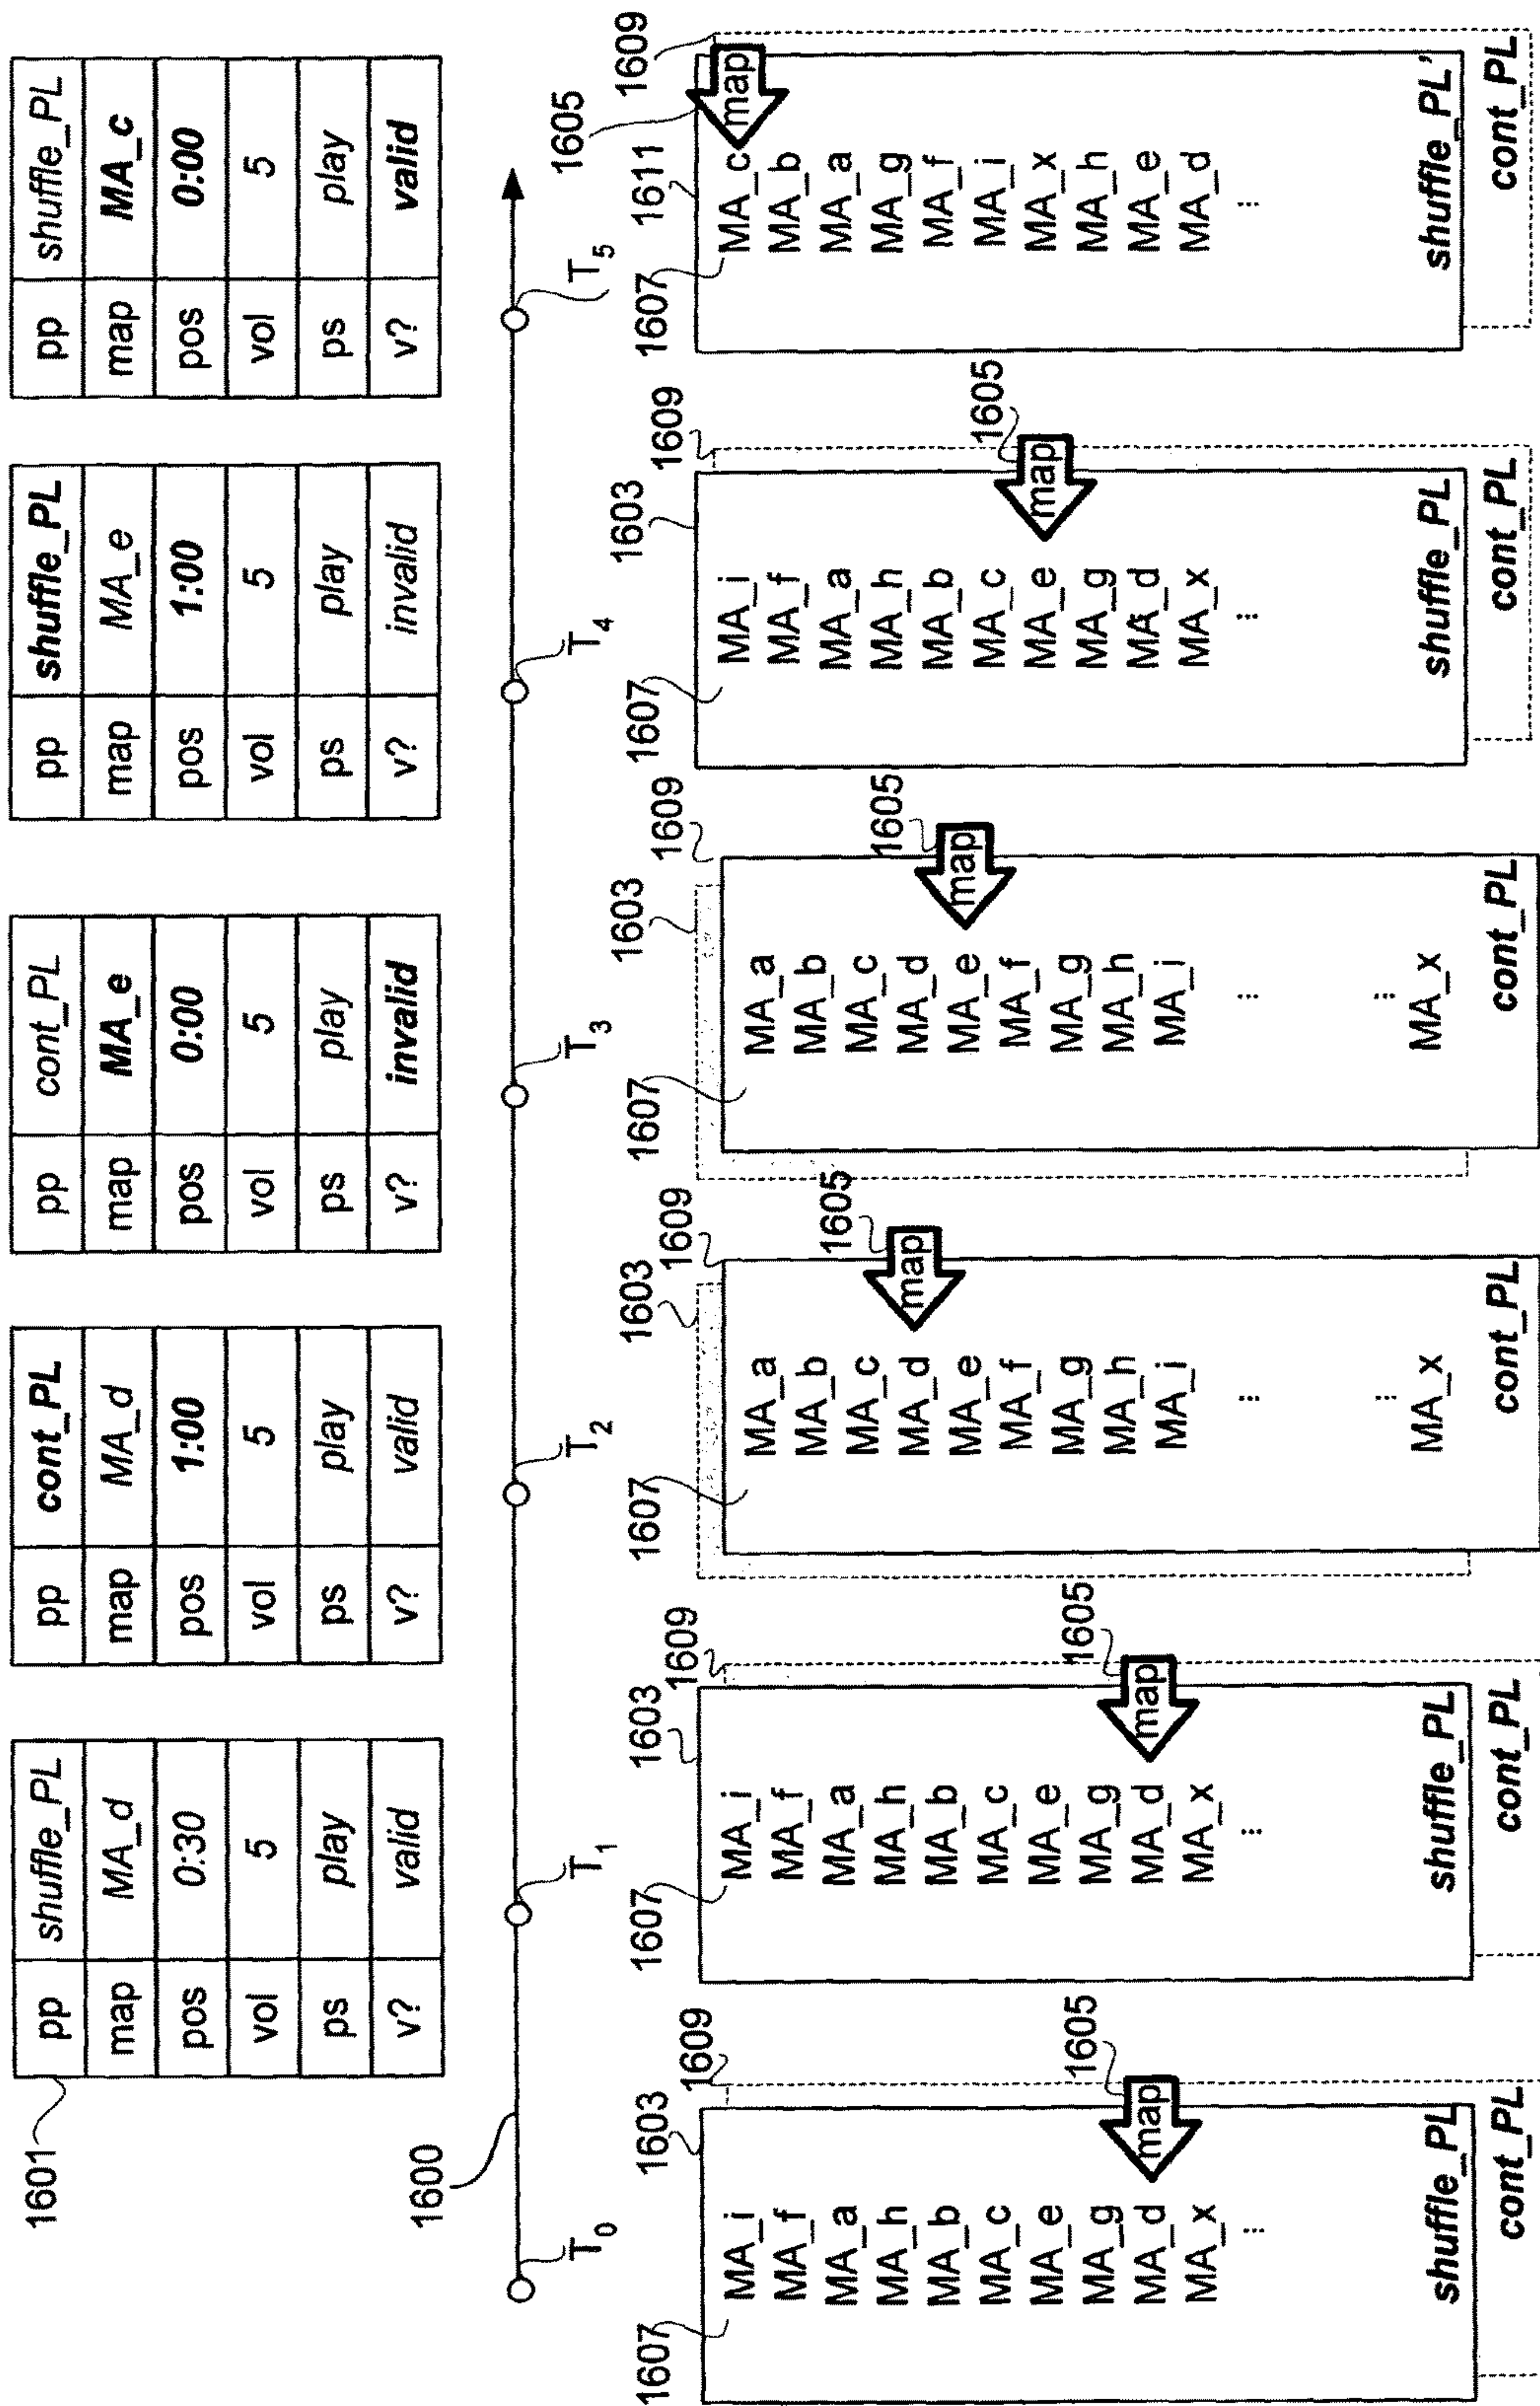 1601
pp shuffle_PL
map MA_d
pos 0:30
vol 5
ps play
v? valid
pp cont_PL
map MA_d
pos 1:00
vol 5
ps play
v? valid
pp cont_PL
map MA_e
pos 0:00
vol 5
ps play
v? invalid
pp shuffle_PL
map MA_e
pos 1:00
vol 5
ps play
v? invalid
pp shuffle_PL
map MA_c
pos 0:00
vol 5
ps play
v? valid
1600
T0 T1 T2 T3 T4 T5
1607 1603 1609
MA_i
MA_f
MA_a
MA_h
MA_b
MA_c
MA_e
MA_g
MA_d
MA_x
...
map 1605
shuffle_PL
cont_PL
1607 1603 1609
MA_i
MA_f
MA_a
MA_h
MA_b
MA_c
MA_e
MA_g
MA_d
MA_x
...
map 1605
shuffle_PL
cont_PL
1607 1603 1609
MA_a
MA_b
MA_c
MA_d
MA_e
MA_f
MA_g
MA_h
MA_i
...
...
MA_x
map 1605
cont_PL
1607 1603 1609
MA_a
MA_b
MA_c
MA_d
MA_e
MA_f
MA_g
MA_h
MA_i
...
...
MA_x
map 1605
cont_PL
1607 1603 1609
MA_i
MA_f
MA_a
MA_h
MA_b
MA_c
MA_e
MA_g
MA_d
MA_x
...
map 1605
shuffle_PL
cont_PL
1607 1611 1605 1609
MA_c
MA_b
MA_a
MA_g
MA_f
MA_i
MA_x
MA_h
MA_e
MA_d
...
map
shuffle_PL'
cont_PL